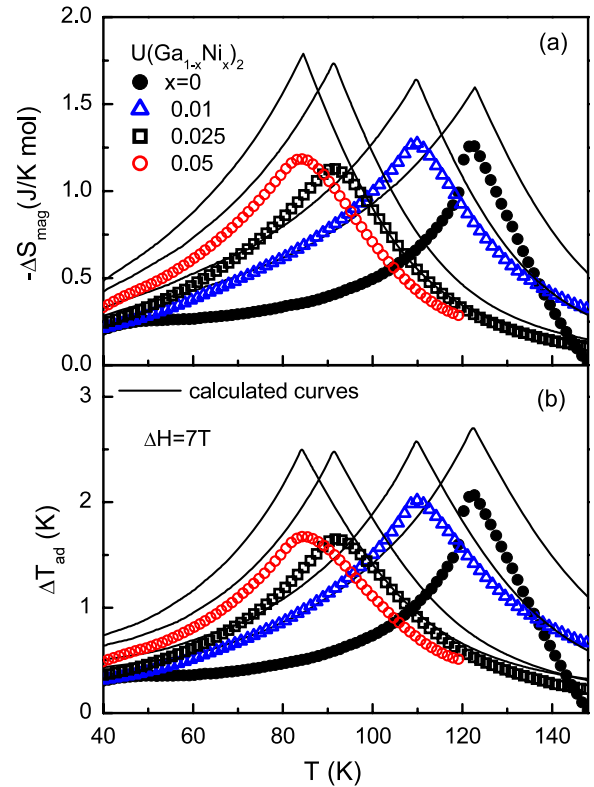 (a)
U(Ga1-xNix)2
x=0
0.01
0.025
0.05
-ΔSmag(J/K mol)
2.0
1.5
1.0
0.5
0.0
(b)
calculated curves
ΔH=7T
ΔTad (K)
3
2
1
0
40 60 80 100 120 140
T (K)